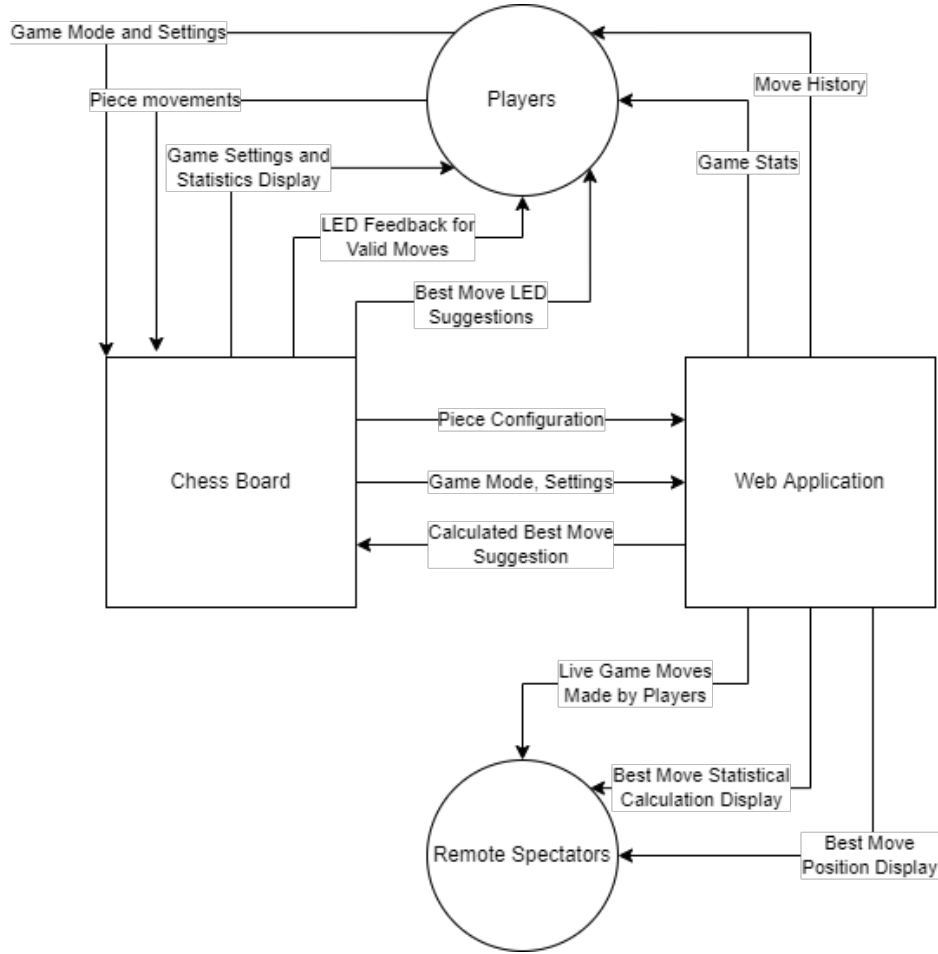 Game Mode and Settings
Players
Move History
Piece movements
Game Settings and
Statistics Display
Game Stats
LED Feedback for
Valid Moves
Best Move LED
Suggestions
Piece Configuration
Chess Board
Game Mode, Settings
Web Application
Calculated Best Move
Suggestion
Live Game Moves
Made by Players
Best Move Statistical
Calculation Display
Remote Spectators
Best Move
Position Display